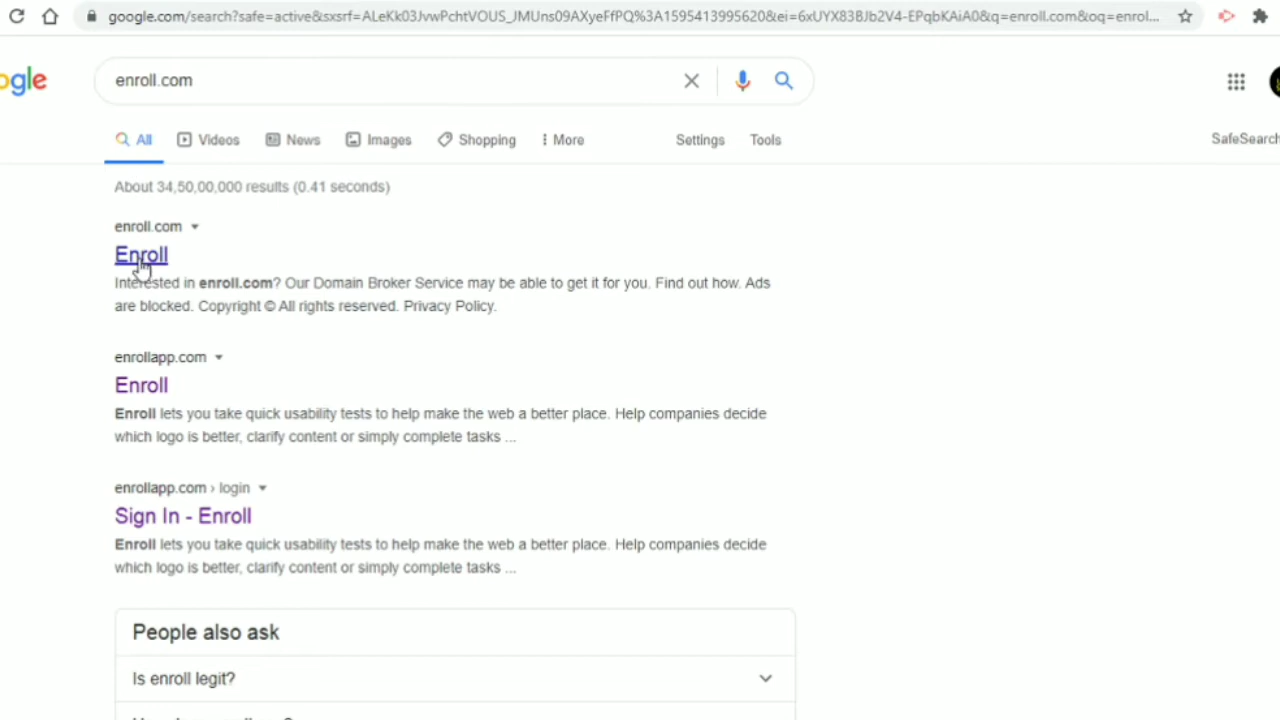 google.com/search?safe=active&sxsrf=ALeKk03JvwPchtVOUS_JMUns09AXyeFfPQ%3A1595413995620&ei=6xUYX83BJb2V4-EPqbKAiA0&q=enroll.com&oq=enrol...
ogle
enroll.com
All Videos News Images Shopping More Settings Tools
SafeSearch
About 34,50,00,000 results (0.41 seconds)
enroll.com
Enroll
Interested in enroll.com? Our Domain Broker Service may be able to get it for you. Find out how. Ads
are blocked. Copyright © All rights reserved. Privacy Policy.
enrollapp.com
Enroll
Enroll lets you take quick usability tests to help make the web a better place. Help companies decide
which logo is better, clarify content or simply complete tasks ...
enrollapp.com › login
Sign In - Enroll
Enroll lets you take quick usability tests to help make the web a better place. Help companies decide
which logo is better, clarify content or simply complete tasks ...
People also ask
Is enroll legit?